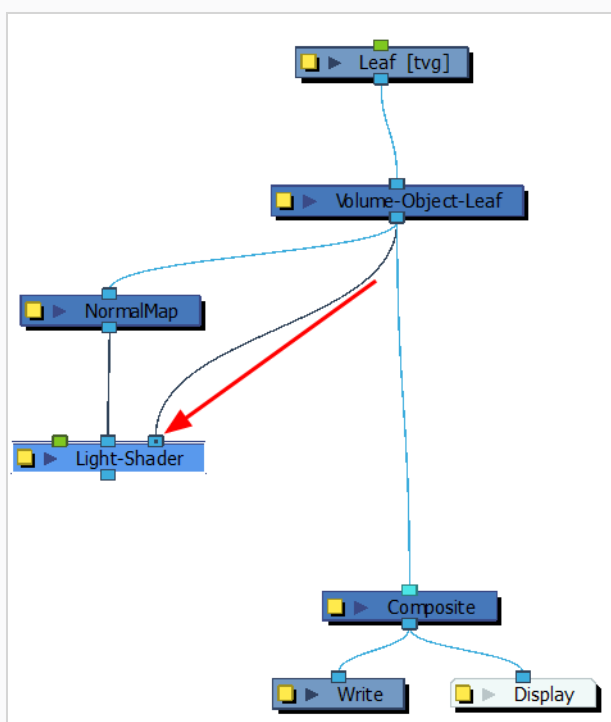 Leaf [tvg]
Volume-Object-Leaf
NormalMap
Light-Shader
Composite
Write
Display